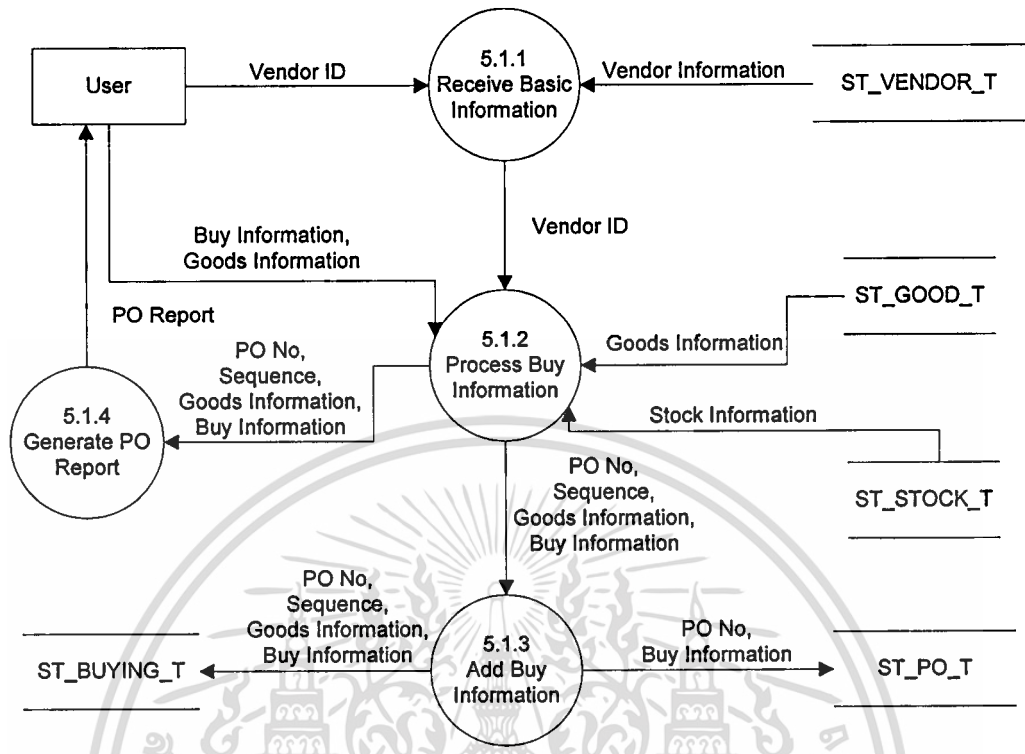 User
Vendor ID
5.1.1
Receive Basic
Information
Vendor Information
ST_VENDOR_T
Vendor ID
Buy Information,
Goods Information
PO Report
ST_GOOD_T
5.1.2
Process Buy
Information
Goods Information
PO No,
Sequence,
Goods Information,
Buy Information
5.1.4
Generate PO
Report
Stock Information
ST_STOCK_T
PO No,
Sequence,
Goods Information,
Buy Information
PO No,
Sequence,
Goods Information,
Buy Information
ST_BUYING_T
5.1.3
Add Buy
Information
PO No,
Buy Information
ST_PO_T